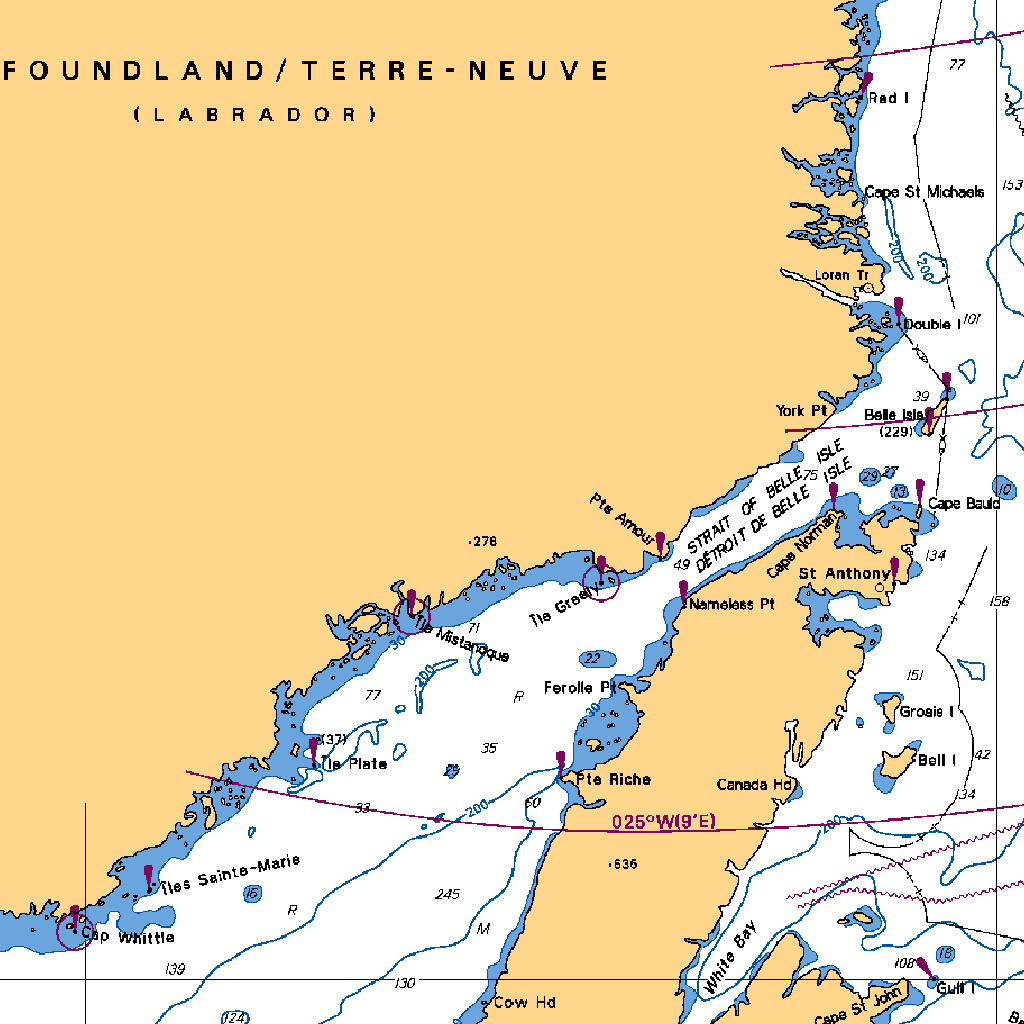 FOUNDLAND/TERRE-NEUVE
77
(LABRADOR)
Red I
153
Cape St Michaels
200
200
Loran Tr
Double I
101
39
York Pt
Belle Isle
(229)
STRAIT OF BELLE ISLE
DÉTROIT DE BELLE ISLE
75
29
27
13
10
Cape Bauld
Pte Amour
278
Cape Norman
134
49
St Anthony
Île Greely
Nameless Pt
158
Île Mistanoque
71
30
22
200
151
Ferolle Pt
77
R
30
Grosis I
(37)
35
42
Île Plate
29
Bell I
Pte Riche
Canada Hd
134
33
200
60
025°W(9'E)
200
636
Îles Sainte-Marie
16
245
R
M
Cap Whittle
White Bay
18
108
139
130
Gull I
Cow Hd
124
Cape St John